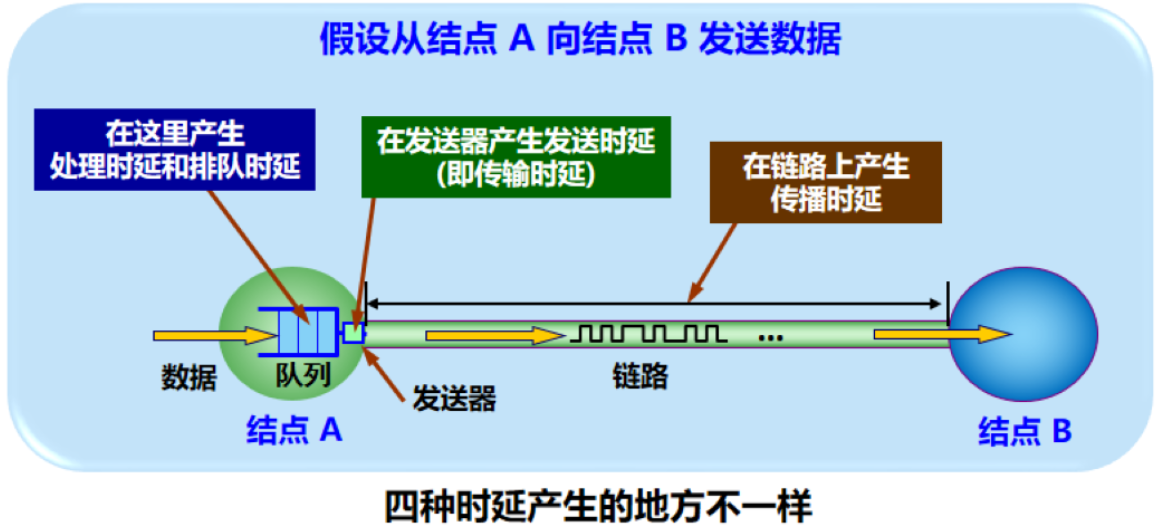 假设从结点 A 向结点 B 发送数据
在这里产生
处理时延和排队时延
在发送器产生发送时延
(即传输时延)
在链路上产生
传播时延
...
数据
队列
发送器
链路
结点 A
结点 B
四种时延产生的地方不一样